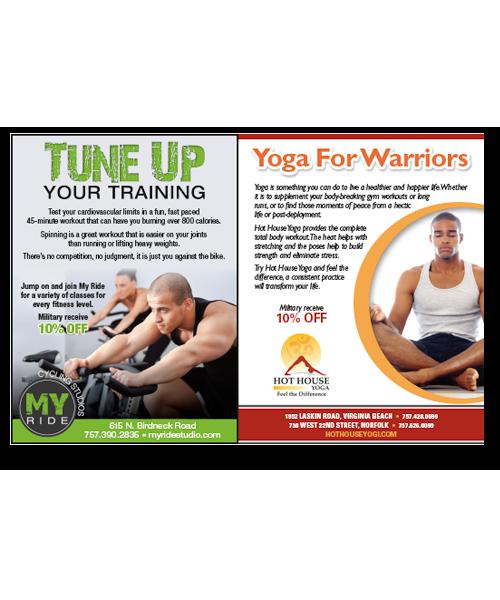 TUNE UP
YOUR TRAINING
Test your cardiovascular limits in a fun, fast paced
45-minute workout that can have you burning over 800 calories.
Spinning is a great workout that is easier on your joints
than running or lifting heavy weights.
There's no competition, no judgment, it is just you against the bike.
Jump on and join My Ride
for a variety of classes for
every fitness level.
Military receive
10% OFF
CYCLING STUDIOS
MY
RIDE
615 N. Birdneck Road
757.390.2835 • myridestudio.com
Yoga For Warriors
Yoga is something you can do to live a healthier and happier life. Whether
it is to supplement your body-breaking gym workouts or long
runs, or to find those moments of peace from a hectic
life or post-deployment.
Hot House Yoga provides the complete
total body workout. The heat helps with
stretching and the poses help to build
strength and eliminate stress.
Try Hot House Yoga and feel the
difference, a consistent practice
will transform your life.
Military receive
10% OFF
HOT HOUSE
YOGA
Feel the Difference
1952 LASKIN ROAD, VIRGINIA BEACH • 757.428.0099
738 WEST 22ND STREET, NORFOLK • 757.626.0099
HOTHOUSEYOGI.COM